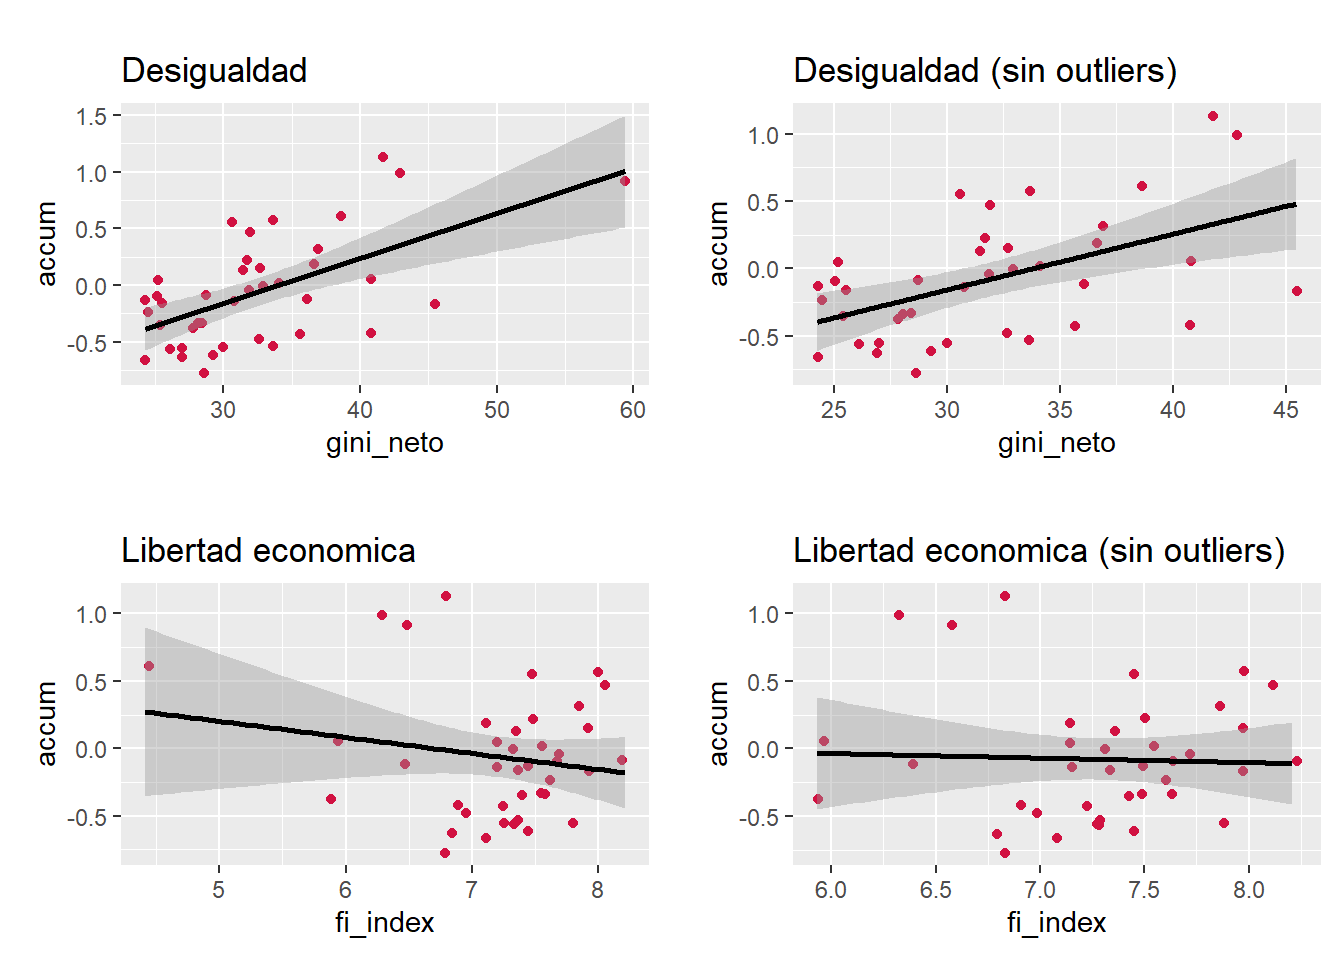 Desigualdad
1.5
1.0
0.5
0.0
-0.5
accum
30
40
50
60
gini_neto
Desigualdad (sin outliers)
1.0
0.5
0.0
-0.5
accum
25
30
35
40
45
gini_neto
Libertad economica
1.0
0.5
0.0
-0.5
accum
5
6
7
8
fi_index
Libertad economica (sin outliers)
1.0
0.5
0.0
-0.5
accum
6.0
6.5
7.0
7.5
8.0
fi_index